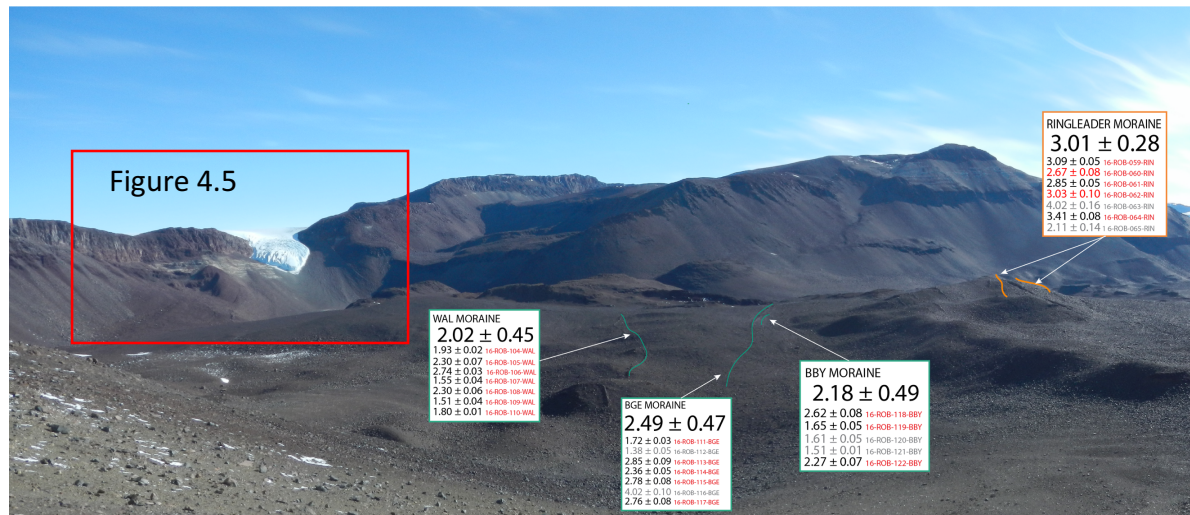 Figure 4.5
RINGLEADER MORAINE
3.01 ± 0.28
3.09 ± 0.05 16-ROB-059-RIN
2.67 ± 0.08 16-ROB-060-RIN
2.85 ± 0.05 16-ROB-061-RIN
3.03 ± 0.10 16-ROB-062-RIN
4.02 ± 0.16 16-ROB-063-RIN
3.41 ± 0.08 16-ROB-064-RIN
2.11 ± 0.14 1 6-ROB-065-RIN
WAL MORAINE
2.02 ± 0.45
1.93 ± 0.02 16-ROB-104-WAL
2.30 ± 0.07 16-ROB-105-WAL
2.74 ± 0.03 16-ROB-106-WAL
1.55 ± 0.04 16-ROB-107-WAL
2.30 ± 0.06 16-ROB-108-WAL
1.51 ± 0.04 16-ROB-109-WAL
1.80 ± 0.01 16-ROB-110-WAL
BGE MORAINE
2.49 ± 0.47
1.72 ± 0.03 16-ROB-111-BGE
1.38 ± 0.05 16-ROB-112-BGE
2.85 ± 0.09 16-ROB-113-BGE
2.36 ± 0.05 16-ROB-114-BGE
2.78 ± 0.08 16-ROB-115-BGE
4.02 ± 0.10 16-ROB-116-BGE
2.76 ± 0.08 16-ROB-117-BGE
BBY MORAINE
2.18 ± 0.49
2.62 ± 0.08 16-ROB-118-BBY
1.65 ± 0.05 16-ROB-119-BBY
1.61 ± 0.05 16-ROB-120-BBY
1.51 ± 0.01 16-ROB-121-BBY
2.27 ± 0.07 16-ROB-122-BBY